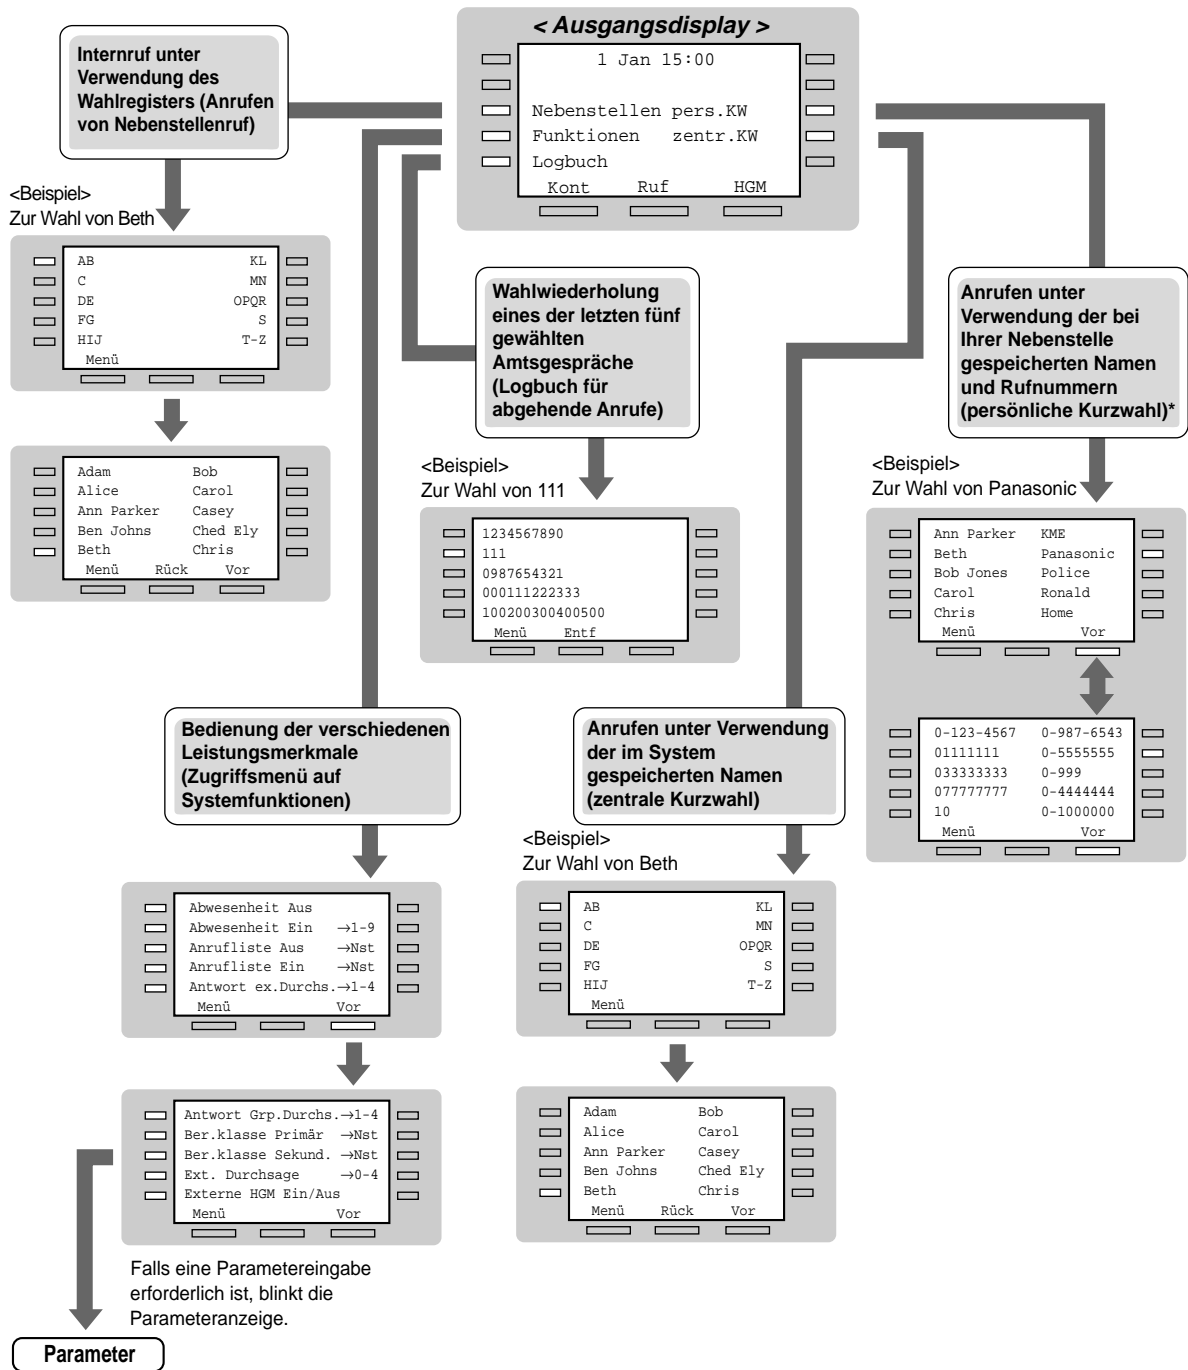 < Ausgangsdisplay >
1 Jan 15:00
Nebenstellen pers.KW
Funktionen zentr.KW
Logbuch
Kont Ruf HGM
Internruf unter
Verwendung des
Wahlregisters (Anrufen
von Nebenstellenruf)
<Beispiel>
Zur Wahl von Beth
AB KL
C MN
DE OPQR
FG S
HIJ T-Z
Menü
Adam Bob
Alice Carol
Ann Parker Casey
Ben Johns Ched Ely
Beth Chris
Menü Rück Vor
Wahlwiederholung
eines der letzten fünf
gewählten
Amtsgespräche
(Logbuch für
abgehende Anrufe)
<Beispiel>
Zur Wahl von 111
1234567890
111
0987654321
000111222333
100200300400500
Menü Entf
Anrufen unter
Verwendung der bei
Ihrer Nebenstelle
gespeicherten Namen
und Rufnummern
(persönliche Kurzwahl)*
<Beispiel>
Zur Wahl von Panasonic
Ann Parker KME
Beth Panasonic
Bob Jones Police
Carol Ronald
Chris Home
Menü Vor
0-123-4567 0-987-6543
01111111 0-5555555
033333333 0-999
077777777 0-4444444
10 0-1000000
Menü Vor
Bedienung der verschiedenen
Leistungsmerkmale
(Zugriffsmenü auf
Systemfunktionen)
Abwesenheit Aus
Abwesenheit Ein →1-9
Anrufliste Aus →Nst
Anrufliste Ein →Nst
Antwort ex.Durchs.→1-4
Menü Vor
Antwort Grp.Durchs.→1-4
Ber.klasse Primär →Nst
Ber.klasse Sekund. →Nst
Ext. Durchsage →0-4
Externe HGM Ein/Aus
Menü Vor
Falls eine Parametereingabe
erforderlich ist, blinkt die
Parameteranzeige.
Parameter
Anrufen unter Verwendung
der im System
gespeicherten Namen
(zentrale Kurzwahl)
<Beispiel>
Zur Wahl von Beth
AB KL
C MN
DE OPQR
FG S
HIJ T-Z
Menü
Adam Bob
Alice Carol
Ann Parker Casey
Ben Johns Ched Ely
Beth Chris
Menü Rück Vor